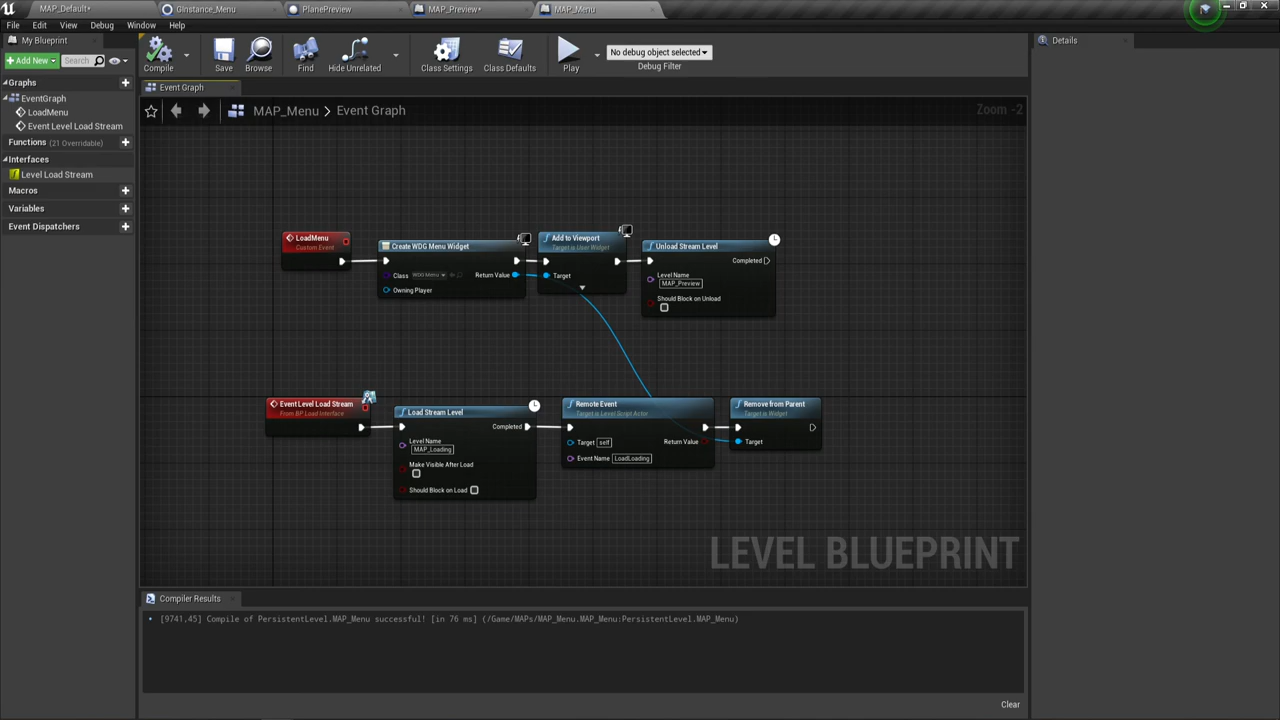 MAP_Default*
GInstance_Menu
PlanePreview
MAP_Preview*
MAP_Menu
File Edit View Debug Window Help
My Blueprint
Details
Add New
Search
Compile
Save
Browse
Find
Hide Unrelated
Class Settings
Class Defaults
Play
No debug object selected
Debug Filter
Graphs
EventGraph
LoadMenu
Event Level Load Stream
Functions (21 Overridable)
Interfaces
Level Load Stream
Macros
Variables
Event Dispatchers
Event Graph
MAP_Menu > Event Graph
Zoom -2
LoadMenu
Custom Event
Create WDG Menu Widget
Class WDG Menu
Return Value
Owning Player
Add to Viewport
Target is User Widget
Target
Unload Stream Level
Completed
Level Name
MAP_Preview
Should Block on Unload
Event Level Load Stream
From BP Load Interface
Load Stream Level
Completed
Level Name
MAP_Loading
Make Visible After Load
Should Block on Load
Remote Event
Target is Level Script Actor
Target self
Return Value
Event Name LoadLoading
Remove from Parent
Target is Widget
Target
LEVEL BLUEPRINT
Compiler Results
[9741,45] Compile of PersistentLevel.MAP_Menu successful! [in 76 ms] (/Game/MAPs/MAP_Menu.MAP_Menu:PersistentLevel.MAP_Menu)
Clear